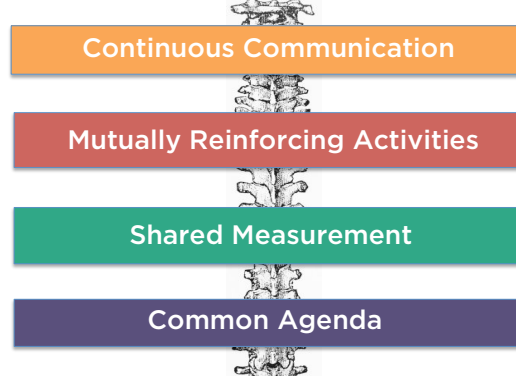 Continuous Communication
Mutually Reinforcing Activities
Shared Measurement
Common Agenda